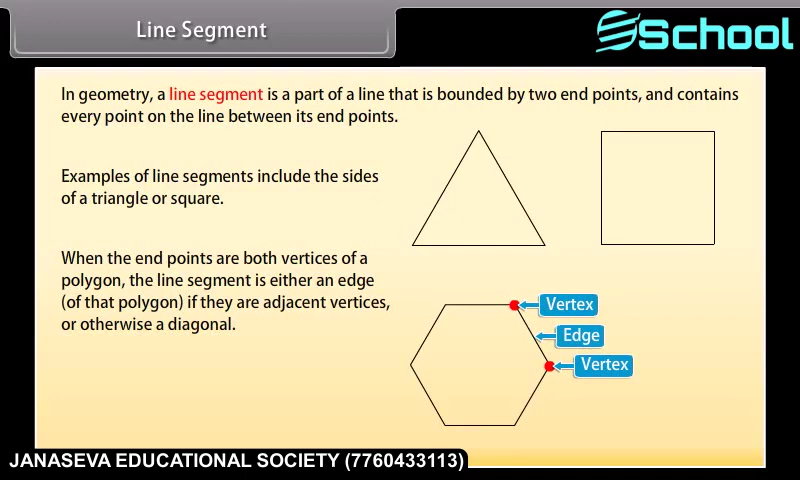 Line Segment
School
In geometry, a line segment is a part of a line that is bounded by two end points, and contains
every point on the line between its end points.
Examples of line segments include the sides
of a triangle or square.
When the end points are both vertices of a
polygon, the line segment is either an edge
(of that polygon) if they are adjacent vertices,
or otherwise a diagonal.
Vertex
Edge
Vertex
JANASEVA EDUCATIONAL SOCIETY (7760433113)